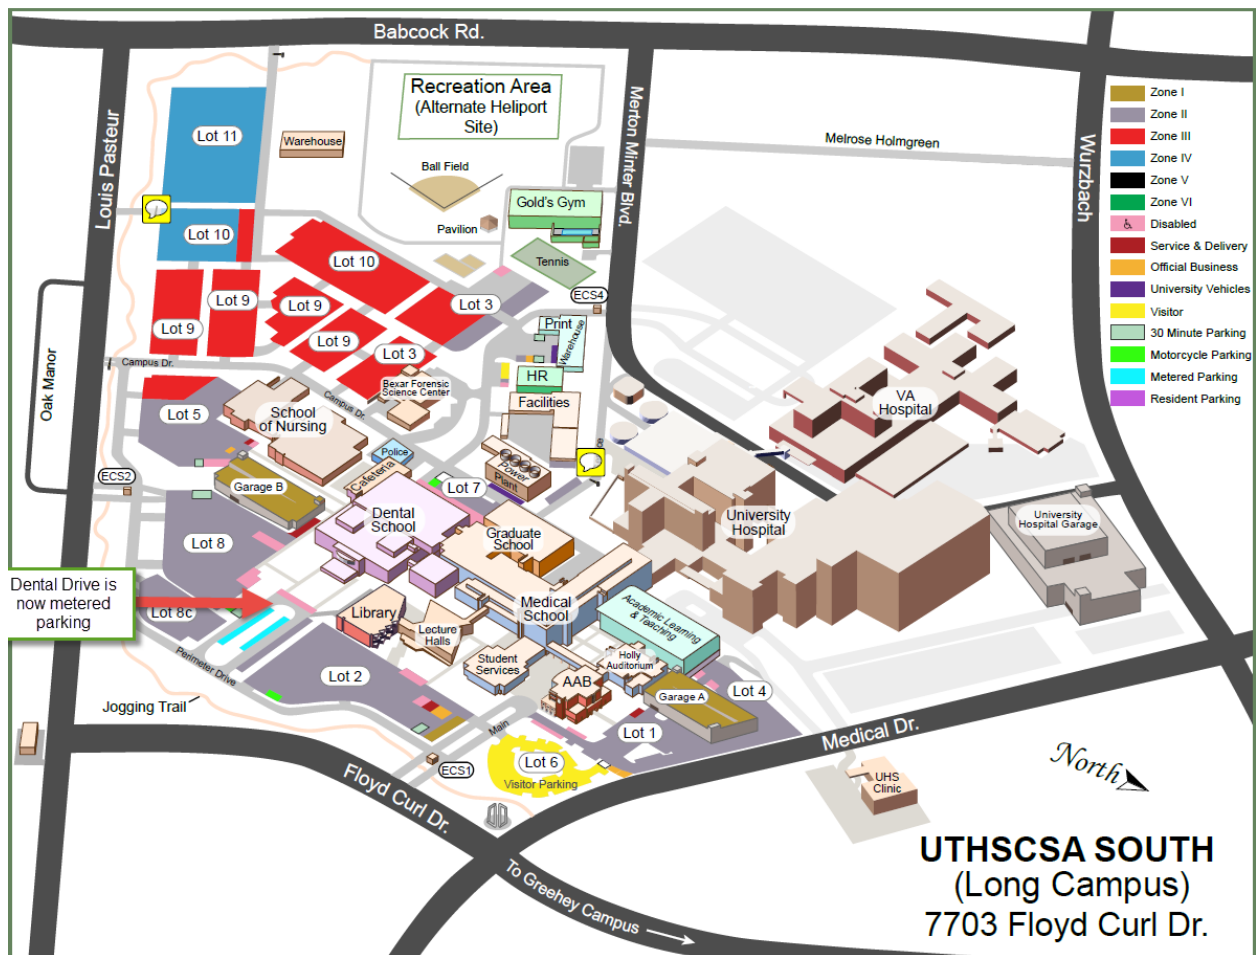 Babcock Rd.
Recreation Area
(Alternate Heliport
Site)
Lot 11
Warehouse
Louis Pasteur
Merton Minter Blvd.
Melrose Holmgreen
Wurzbach
Zone I
Zone II
Zone III
Zone IV
Zone V
Zone VI
Disabled
Service & Delivery
Official Business
University Vehicles
Visitor
30 Minute Parking
Motorcycle Parking
Metered Parking
Resident Parking
Ball Field
Gold's Gym
Pavilion
Lot 10
Lot 10
Tennis
ECS4
Lot 9
Lot 9
Lot 9
Lot 9
Lot 3
Lot 3
Print
Warehouse
HR
Campus Dr.
Campus Dr.
Bexar Forensic
Science Center
Facilities
Oak Manor
Lot 5
School
of Nursing
VA
Hospital
Police
Cafeteria
Power
Plant
ECS2
Garage B
Lot 7
Dental
School
Graduate
School
University
Hospital
University
Hospital Garage
Lot 8
Dental Drive is
now metered
parking
Lot 8c
Library
Lecture
Halls
Medical
School
Academic Learning
& Teaching
Perimeter Drive
Lot 2
Student
Services
Holly
Auditorium
AAB
Garage A
Lot 4
Jogging Trail
Main
Lot 1
Medical Dr.
ECS1
Lot 6
Visitor Parking
Floyd Curl Dr.
UHS
Clinic
North
To Greehey Campus
UTHSCSA SOUTH
(Long Campus)
7703 Floyd Curl Dr.